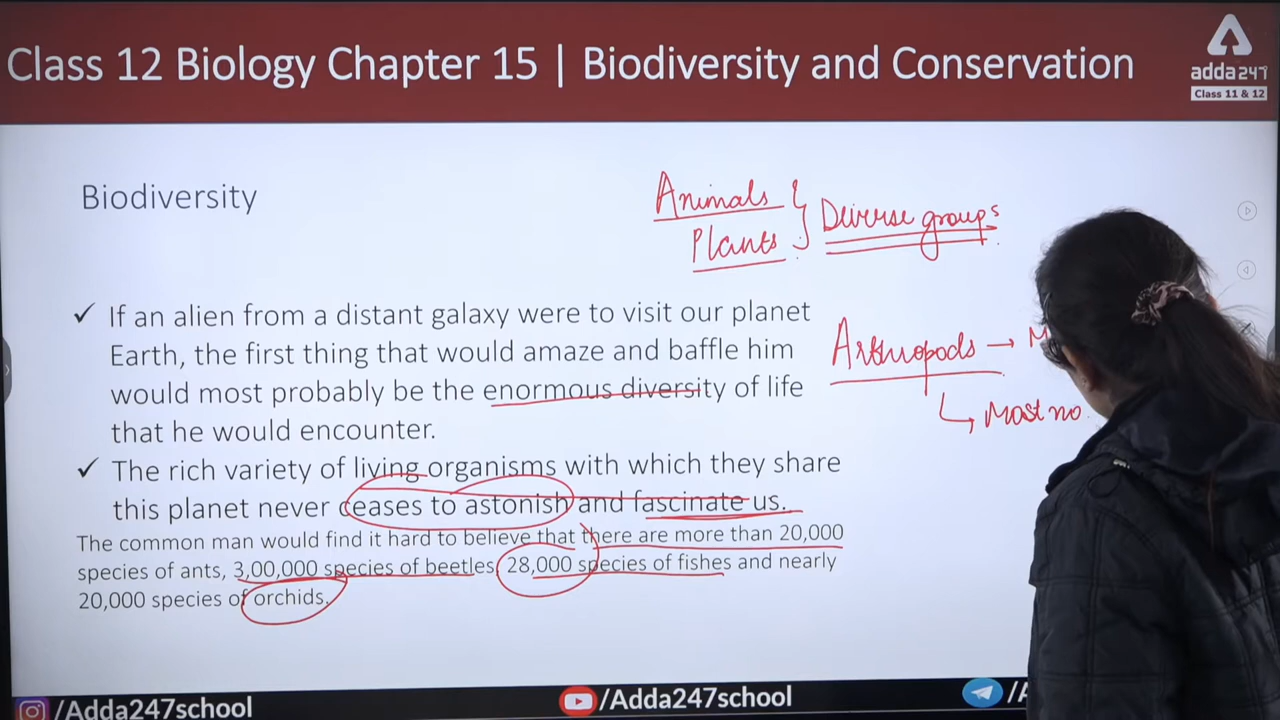 Class 12 Biology Chapter 15 | Biodiversity and Conservation
adda247
Class 11 & 12
Biodiversity
Animals
Plants
Diverse groups
✓ If an alien from a distant galaxy were to visit our planet
Earth, the first thing that would amaze and baffle him
would most probably be the enormous diversity of life
that he would encounter.
Arthropods →
↳ Most no.
✓ The rich variety of living organisms with which they share
this planet never ceases to astonish and fascinate us.
The common man would find it hard to believe that there are more than 20,000
species of ants, 3,00,000 species of beetles, 28,000 species of fishes and nearly
20,000 species of orchids.
/Adda247school
/Adda247school